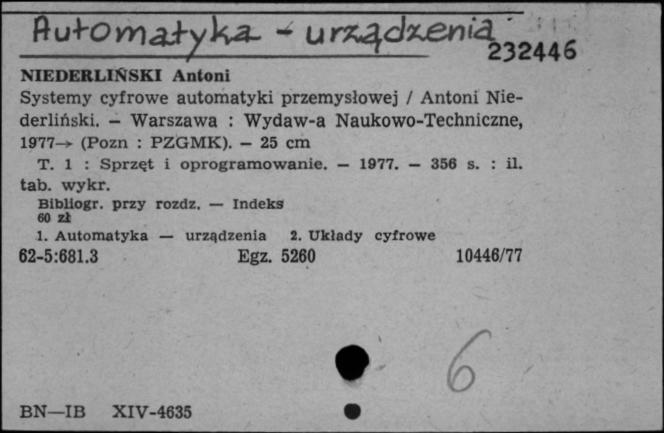 Automatyka - urządzenia
232446
NIEDERLIŃSKI Antoni
Systemy cyfrowe automatyki przemysłowej / Antoni Nie-
derliński. — Warszawa : Wydaw-a Naukowo-Techniczne,
1977→ (Pozn : PZGMK). — 25 cm
T. 1 : Sprzęt i oprogramowanie. — 1977. — 356 s. : il.
tab. wykr.
Bibliogr. przy rozdz. — Indeks
60 zł
1. Automatyka — urządzenia 2. Układy cyfrowe
62-5:681.3 Egz. 5260 10446/77
6
BN—IB XIV-4635